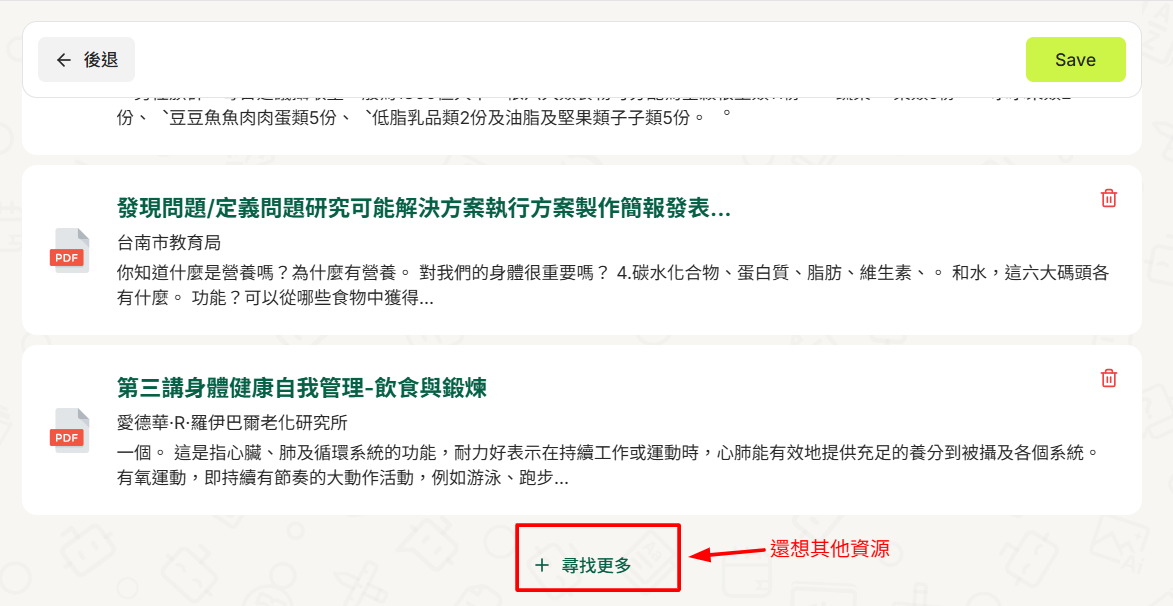 後退
Save
份、 、豆豆魚魚肉肉蛋類5份、 、低脂乳品類2份及油脂及堅果類子子類5份。 。
發現問題/定義問題研究可能解決方案執行方案製作簡報發表...
台南市教育局
PDF
你知道什麼是營養嗎？為什麼有營養。 對我們的身體很重要嗎？ 4.碳水化合物、蛋白質、脂肪、維生素、。 和水，這六大碼頭各
有什麼。 功能？可以從哪些食物中獲得...
第三講身體健康自我管理-飲食與鍛煉
愛德華·R·羅伊巴爾老化研究所
PDF
一個。 這是指心臟、肺及循環系統的功能，耐力好表示在持續工作或運動時，心肺能有效地提供充足的養分到被攝及各個系統。
有氧運動，即持續有節奏的大動作活動，例如游泳、跑步...
還想其他資源
+ 尋找更多